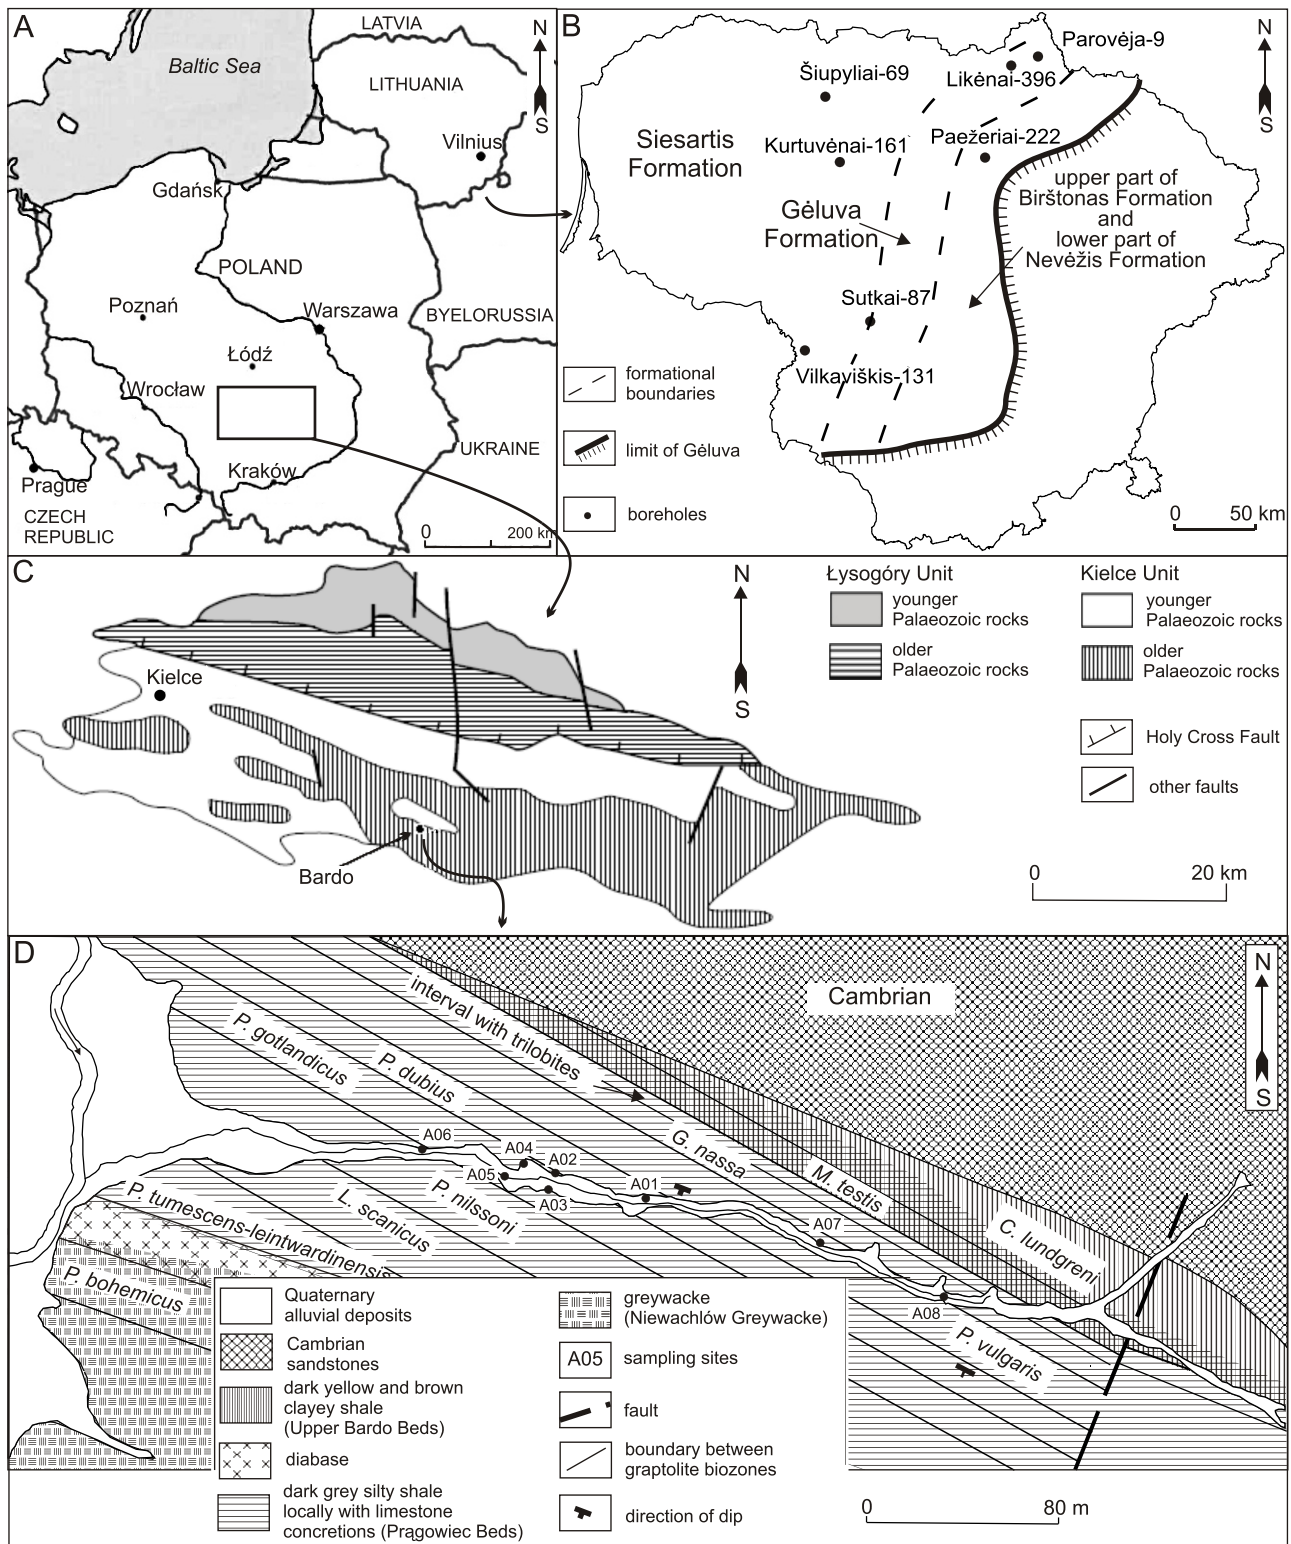 A
LATVIA
Baltic Sea
N
LITHUANIA
S
Vilnius
Gdańsk
POLAND
Poznań
Warszawa
BYELORUSSIA
Łódź
Wrocław
UKRAINE
Kraków
Prague
CZECH
REPUBLIC
0
200 km
B
Parovėja-9
N
Šiupyliai-69
Likėnai-396
S
Siesartis
Formation
Kurtuvėnai-161
Paežeriai-222
upper part of
Birštonas Formation
and
lower part of
Nevėžis Formation
Gėluva
Formation
Sutkai-87
Vilkaviškis-131
formational
boundaries
limit of Gėluva
boreholes
0
50 km
C
N
S
Kielce
Bardo
Łysogóry Unit
younger
Palaeozoic rocks
older
Palaeozoic rocks
Kielce Unit
younger
Palaeozoic rocks
older
Palaeozoic rocks
Holy Cross Fault
other faults
0
20 km
D
N
S
Cambrian
interval with trilobites
P. gotlandicus
P. dubius
G. nassa
M. testis
C. lundgreni
A06
A04
A02
A05
A03
A01
A07
A08
P. tumescens-leintwardinensis
L. scanicus
P. nilssoni
P. bohemicus
P. vulgaris
Quaternary
alluvial deposits
Cambrian
sandstones
dark yellow and brown
clayey shale
(Upper Bardo Beds)
diabase
dark grey silty shale
locally with limestone
concretions (Prągowiec Beds)
greywacke
(Niewachlów Greywacke)
A05
sampling sites
fault
boundary between
graptolite biozones
direction of dip
0
80 m